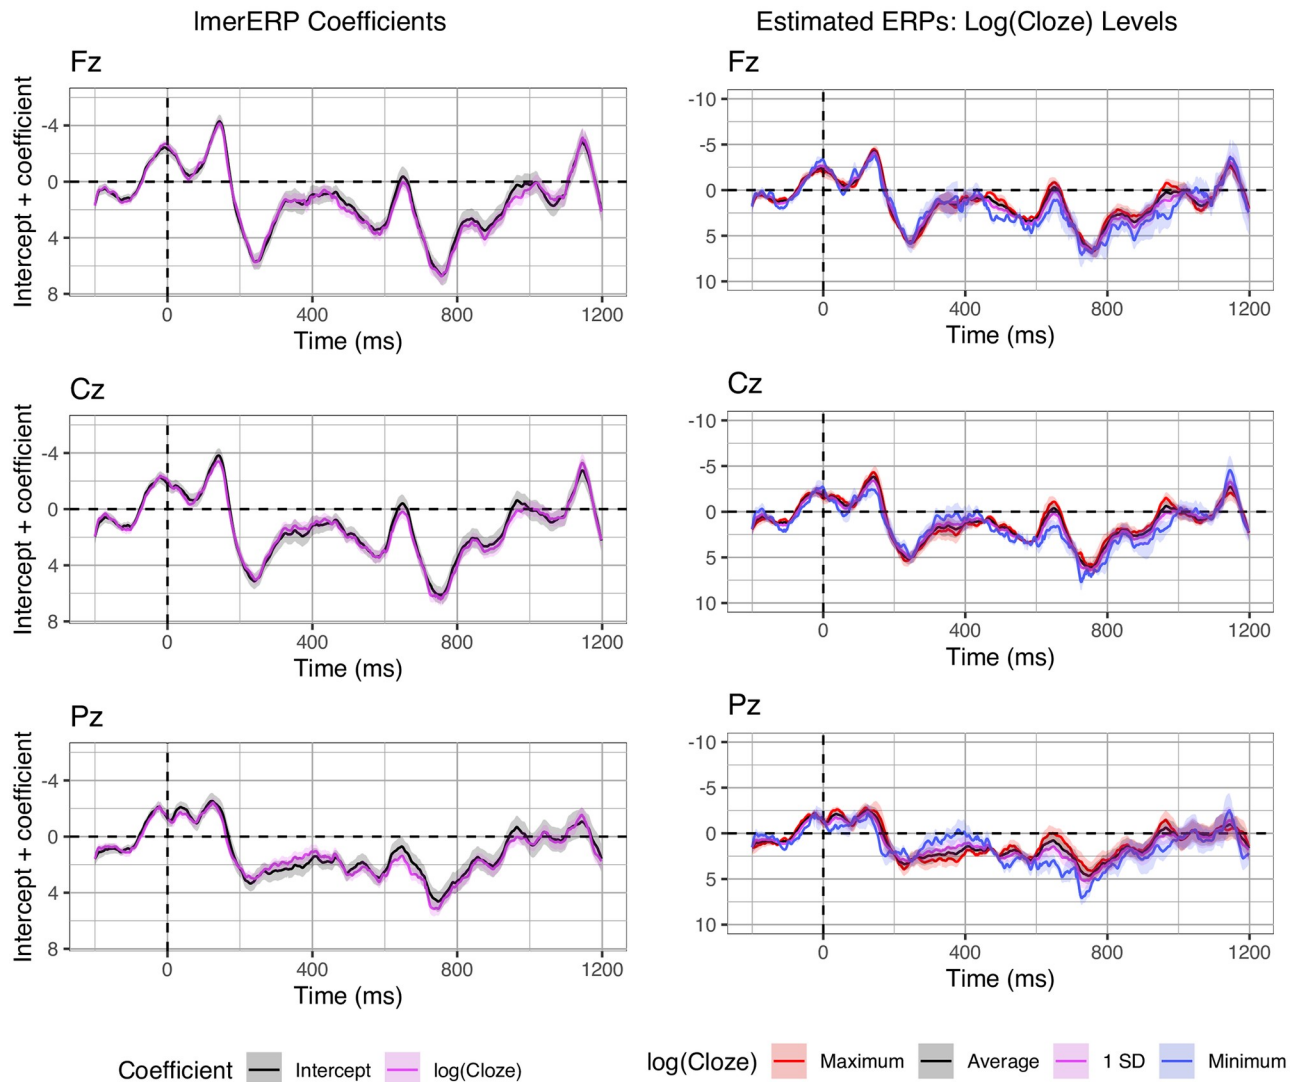 lmerERP Coefficients
Fz
Intercept + coefficient
-4
0
4
8
0 400 800 1200
Time (ms)
Cz
Intercept + coefficient
-4
0
4
8
0 400 800 1200
Time (ms)
Pz
Intercept + coefficient
-4
0
4
8
0 400 800 1200
Time (ms)
Coefficient Intercept log(Cloze)
Estimated ERPs: Log(Cloze) Levels
Fz
-10
-5
0
5
10
0 400 800 1200
Time (ms)
Cz
-10
-5
0
5
10
0 400 800 1200
Time (ms)
Pz
-10
-5
0
5
10
0 400 800 1200
Time (ms)
log(Cloze) Maximum Average 1 SD Minimum